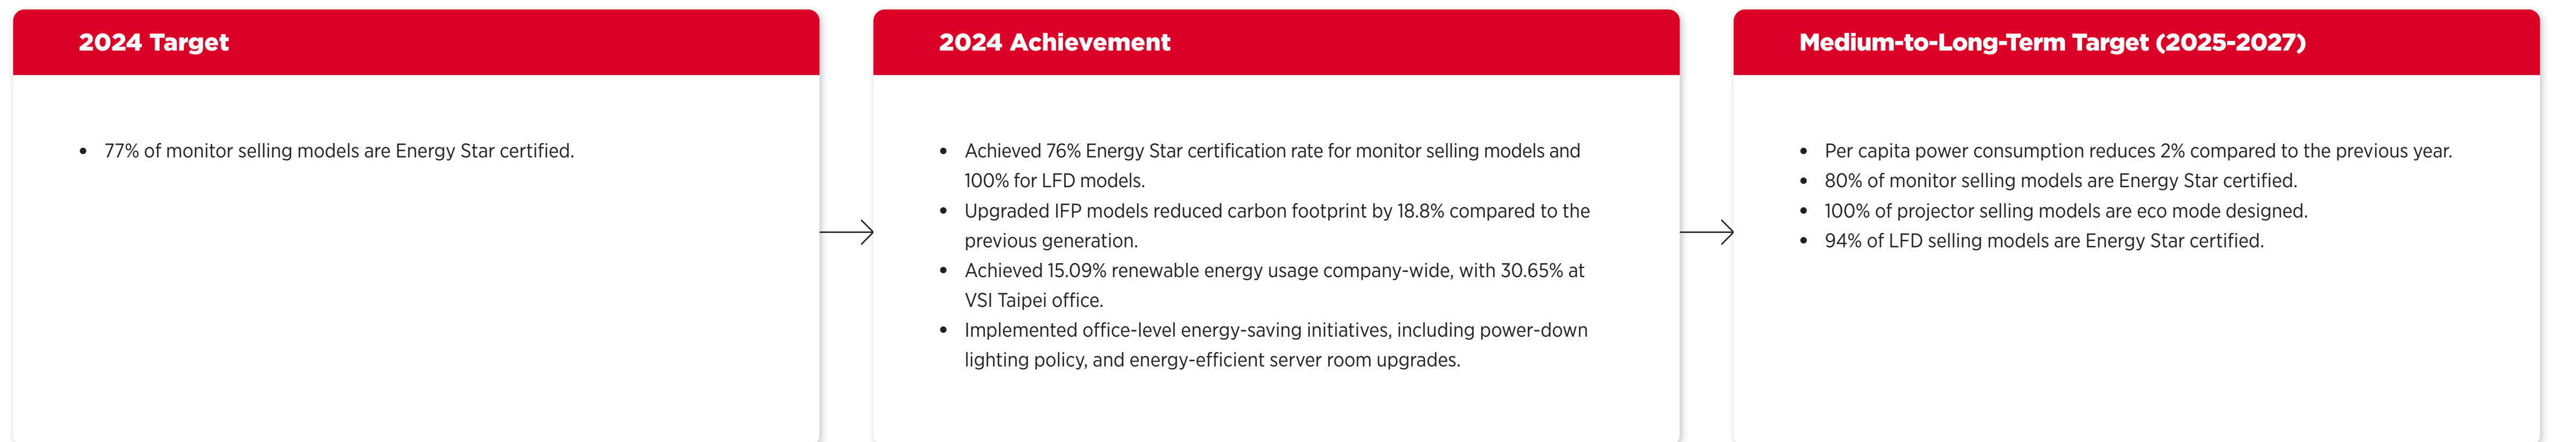 2024 Target
• 77% of monitor selling models are Energy Star certified.
2024 Achievement
• Achieved 76% Energy Star certification rate for monitor selling models and
100% for LFD models.
• Upgraded IFP models reduced carbon footprint by 18.8% compared to the
previous generation.
• Achieved 15.09% renewable energy usage company-wide, with 30.65% at
VSI Taipei office.
• Implemented office-level energy-saving initiatives, including power-down
lighting policy, and energy-efficient server room upgrades.
Medium-to-Long-Term Target (2025-2027)
• Per capita power consumption reduces 2% compared to the previous year.
• 80% of monitor selling models are Energy Star certified.
• 100% of projector selling models are eco mode designed.
• 94% of LFD selling models are Energy Star certified.